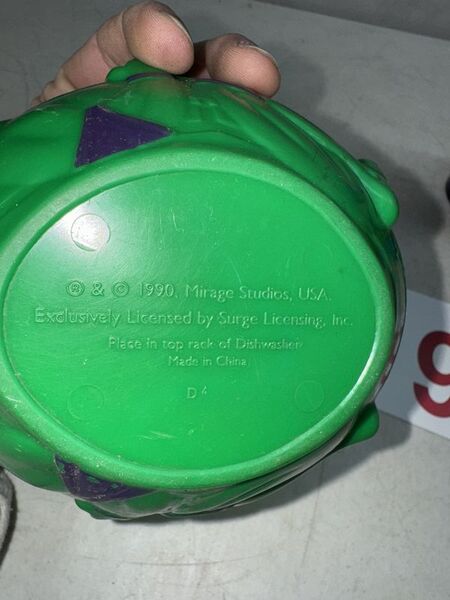 ® & © 1990, Mirage Studios, USA.
Exclusively Licensed by Surge Licensing, Inc.
Place in top rack of Dishwasher
Made in China
D 4
9